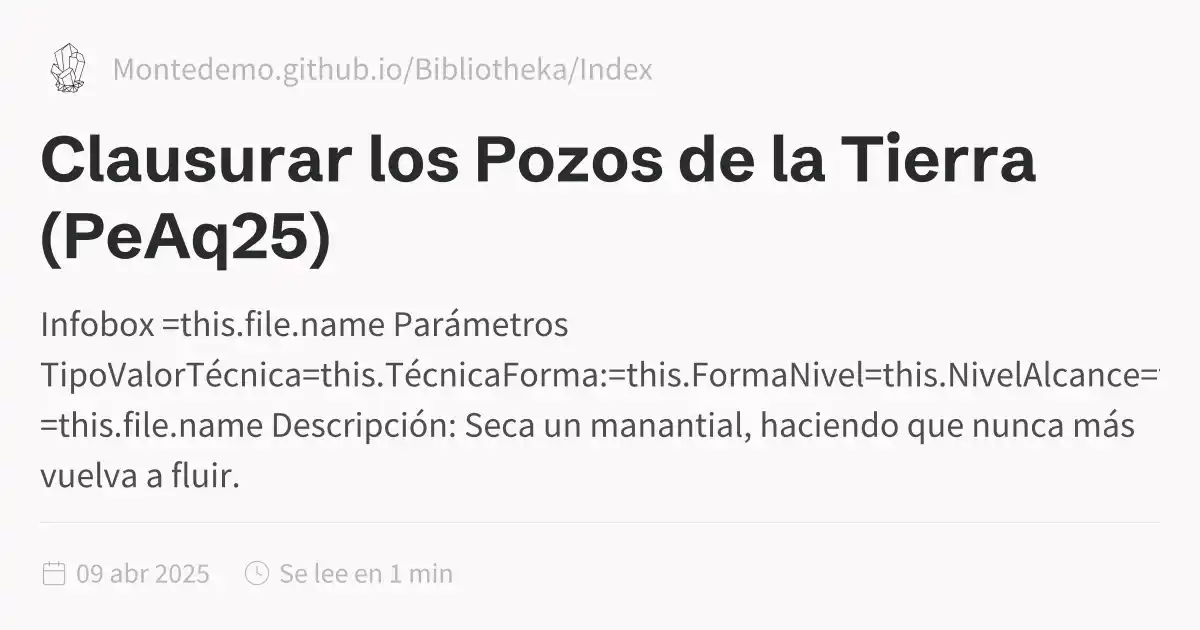 Montedemo.github.io/Bibliotheka/Index
Clausurar los Pozos de la Tierra
(PeAq25)
Infobox =this.file.name Parámetros
TipoValorTécnica=this.TécnicaForma:=this.FormaNivel=this.NivelAlcance=
=this.file.name Descripción: Seca un manantial, haciendo que nunca más
vuelva a fluir.
09 abr 2025 Se lee en 1 min